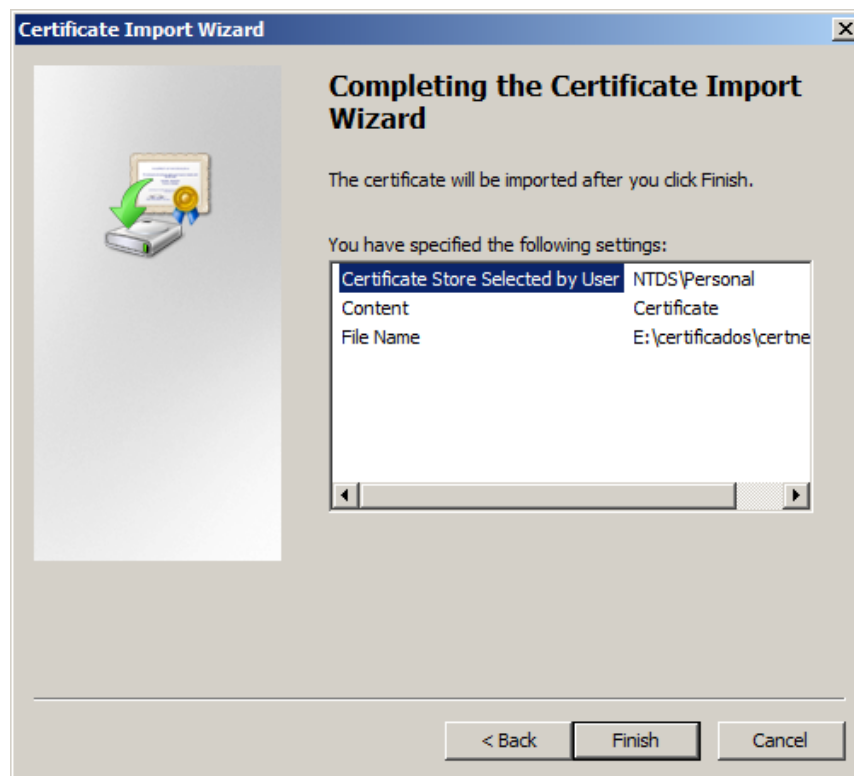 Certificate Import Wizard
Completing the Certificate Import
Wizard
The certificate will be imported after you click Finish.
You have specified the following settings:
Certificate Store Selected by User NTDS\Personal
Content Certificate
File Name E:\certificados\certne
< Back Finish Cancel